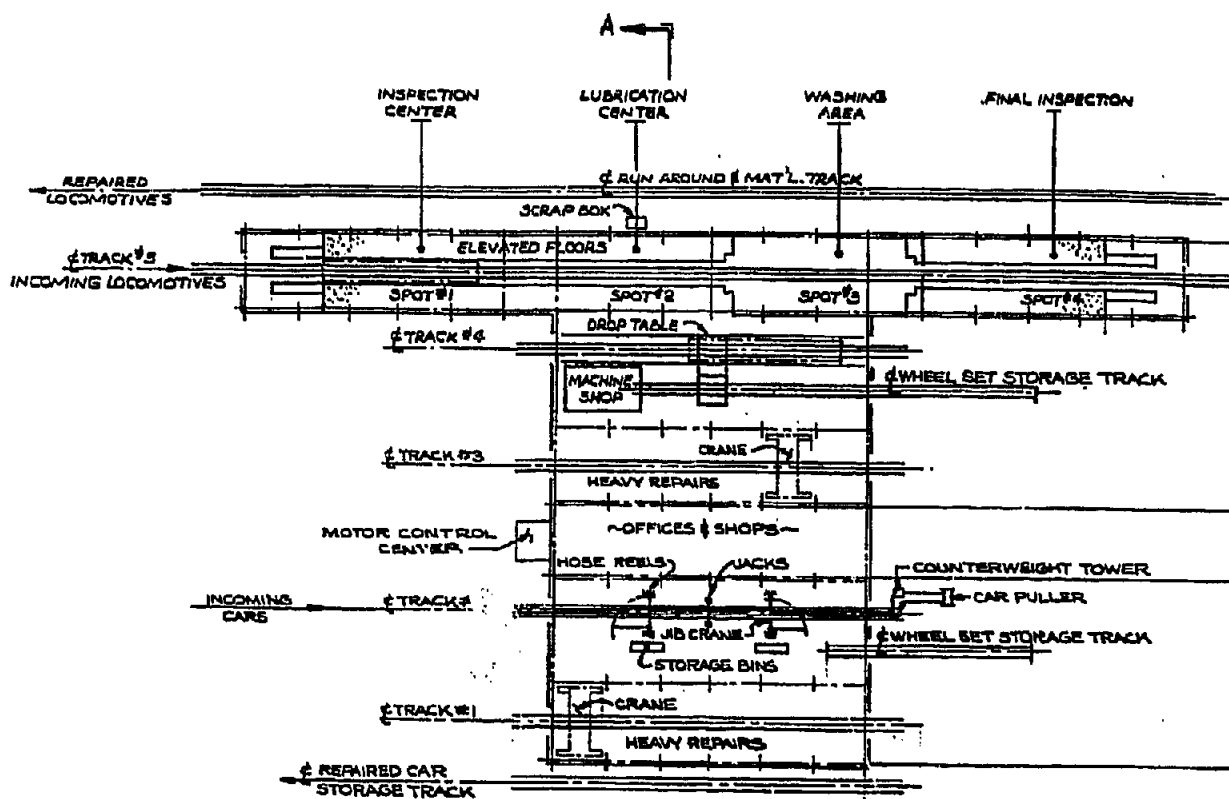 A
INSPECTION
CENTER
LUBRICATION
CENTER
WASHING
AREA
FINAL INSPECTION
REPAIRED
LOCOMOTIVES
℄ RUN AROUND & MAT'L. TRACK
SCRAP BOX
ELEVATED FLOORS
℄ TRACK #5
INCOMING LOCOMOTIVES
SPOT #1
SPOT #2
SPOT #3
SPOT #4
DROP TABLE
℄ TRACK #4
MACHINE
SHOP
℄ WHEEL SET STORAGE TRACK
℄ TRACK #3
CRANE
HEAVY REPAIRS
~OFFICES & SHOPS~
MOTOR CONTROL
CENTER
HOSE REELS
JACKS
COUNTERWEIGHT TOWER
INCOMING
CARS
℄ TRACK
CAR PULLER
JIB CRANE
℄ WHEEL SET STORAGE TRACK
STORAGE BINS
℄ TRACK #1
CRANE
HEAVY REPAIRS
℄ REPAIRED CAR
STORAGE TRACK